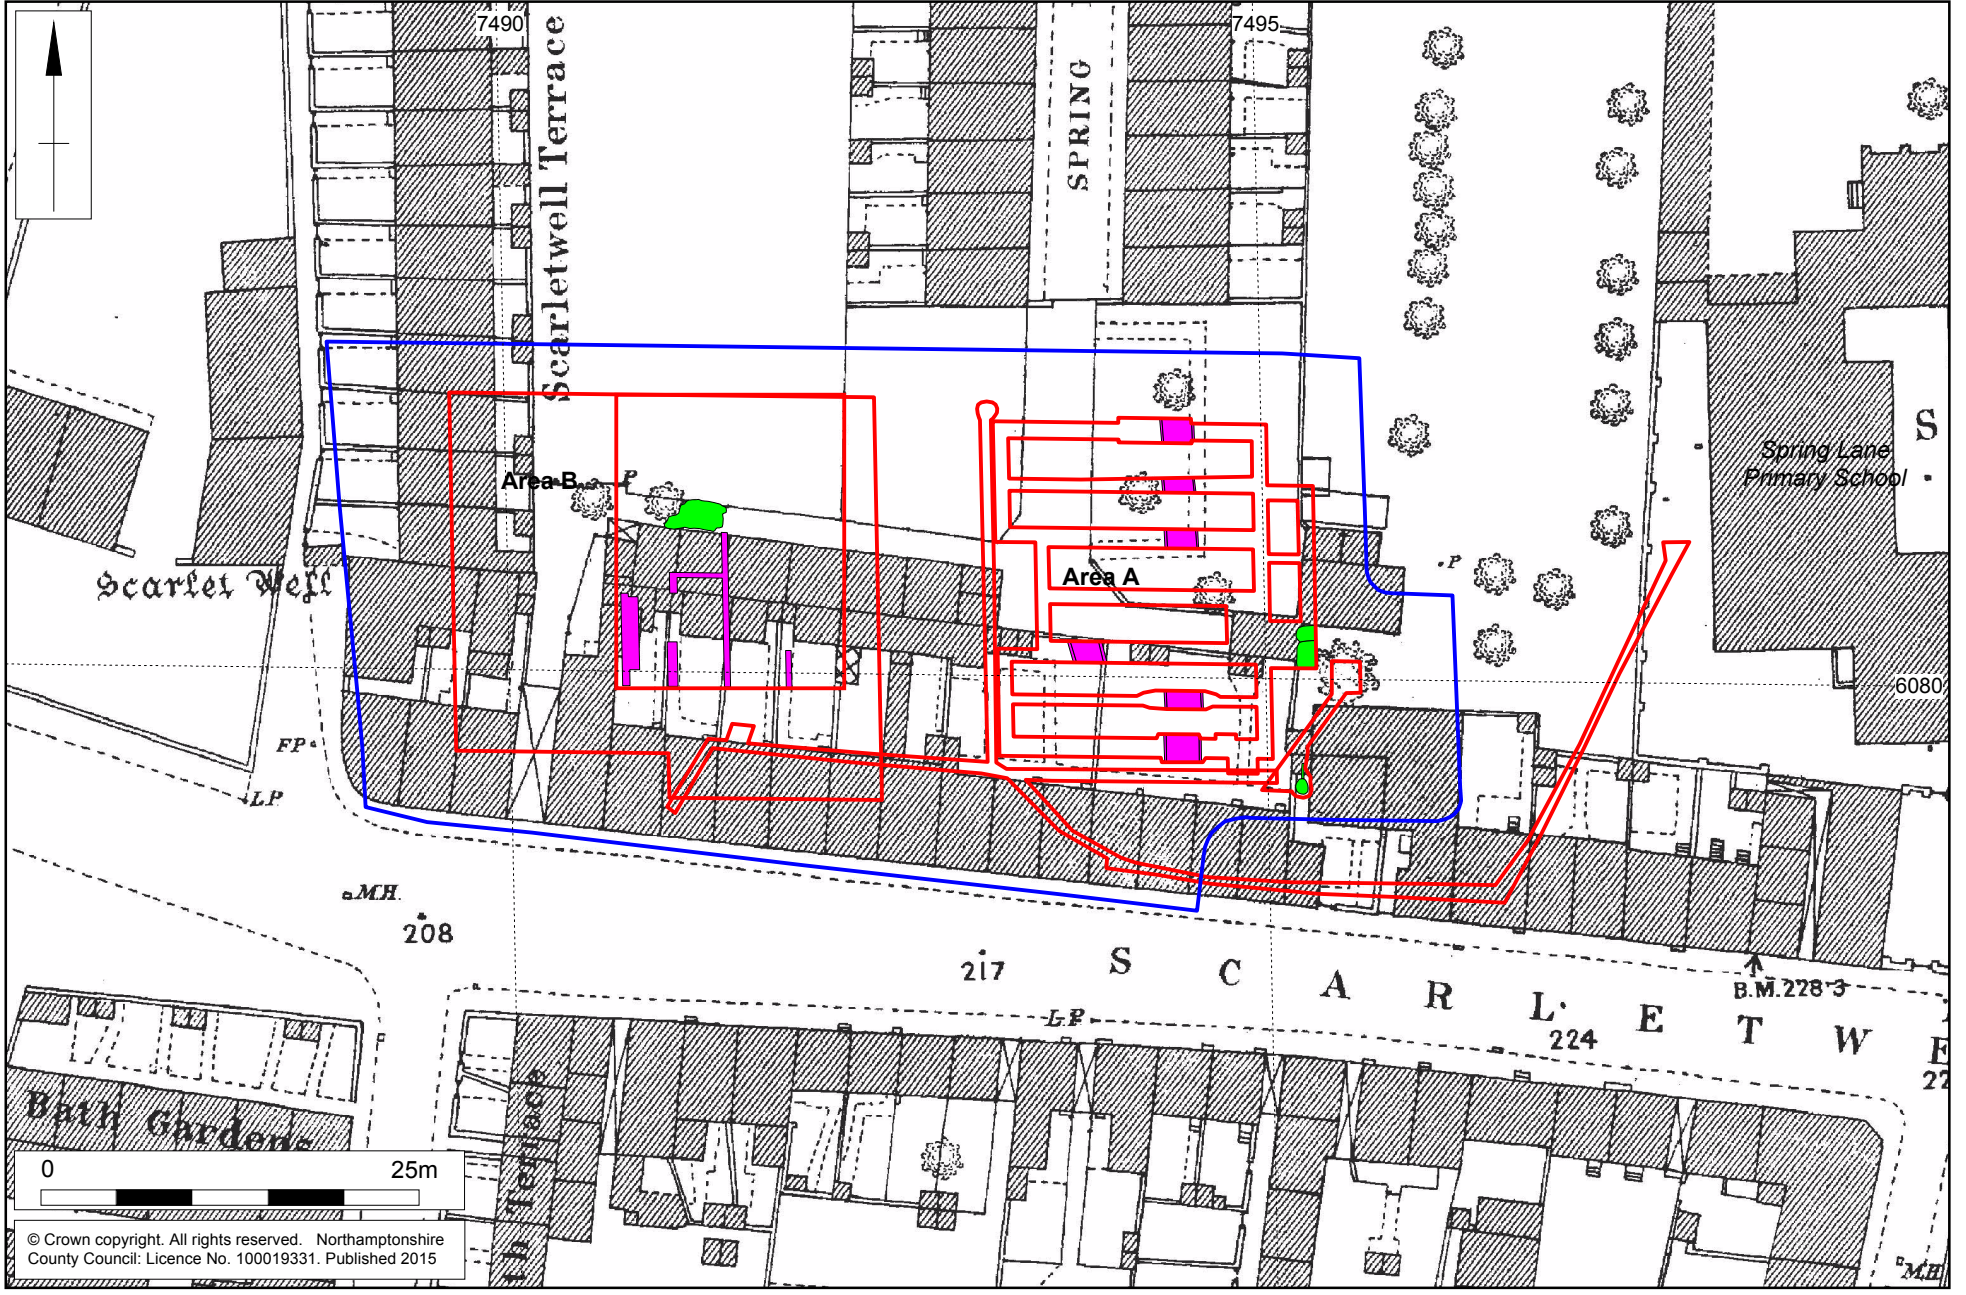 7490
7495
Scarletwell Terrace
SPRING
S
Spring Lane
Primary School
Area B
P
Area A
P
Scarlet Well
6080
FP
L.P
M.H.
208
217
S C A R L E T W E
B.M.228·3
L.P
224
22
Bath Gardens
th Terrace
0 25m
© Crown copyright. All rights reserved. Northamptonshire
County Council: Licence No. 100019331. Published 2015
M.H